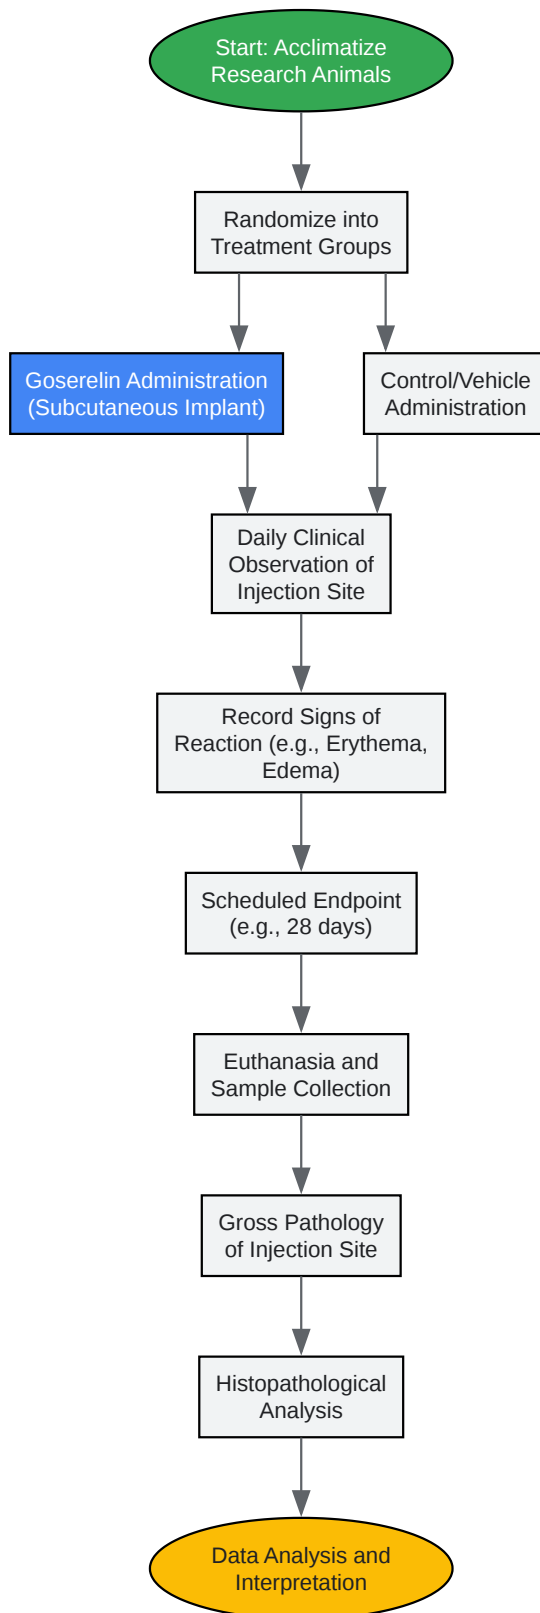 Start: Acclimatize
Research Animals
Randomize into
Treatment Groups
Goserelin Administration
(Subcutaneous Implant)
Control/Vehicle
Administration
Daily Clinical
Observation of
Injection Site
Record Signs of
Reaction (e.g., Erythema,
Edema)
Scheduled Endpoint
(e.g., 28 days)
Euthanasia and
Sample Collection
Gross Pathology
of Injection Site
Histopathological
Analysis
Data Analysis and
Interpretation